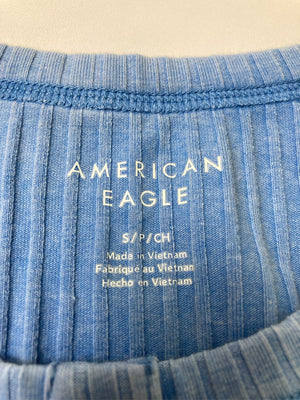 AMERICAN
EAGLE
S/P/CH
Made in Vietnam
Fabriqué au Vietnam
Hecho en Vietnam